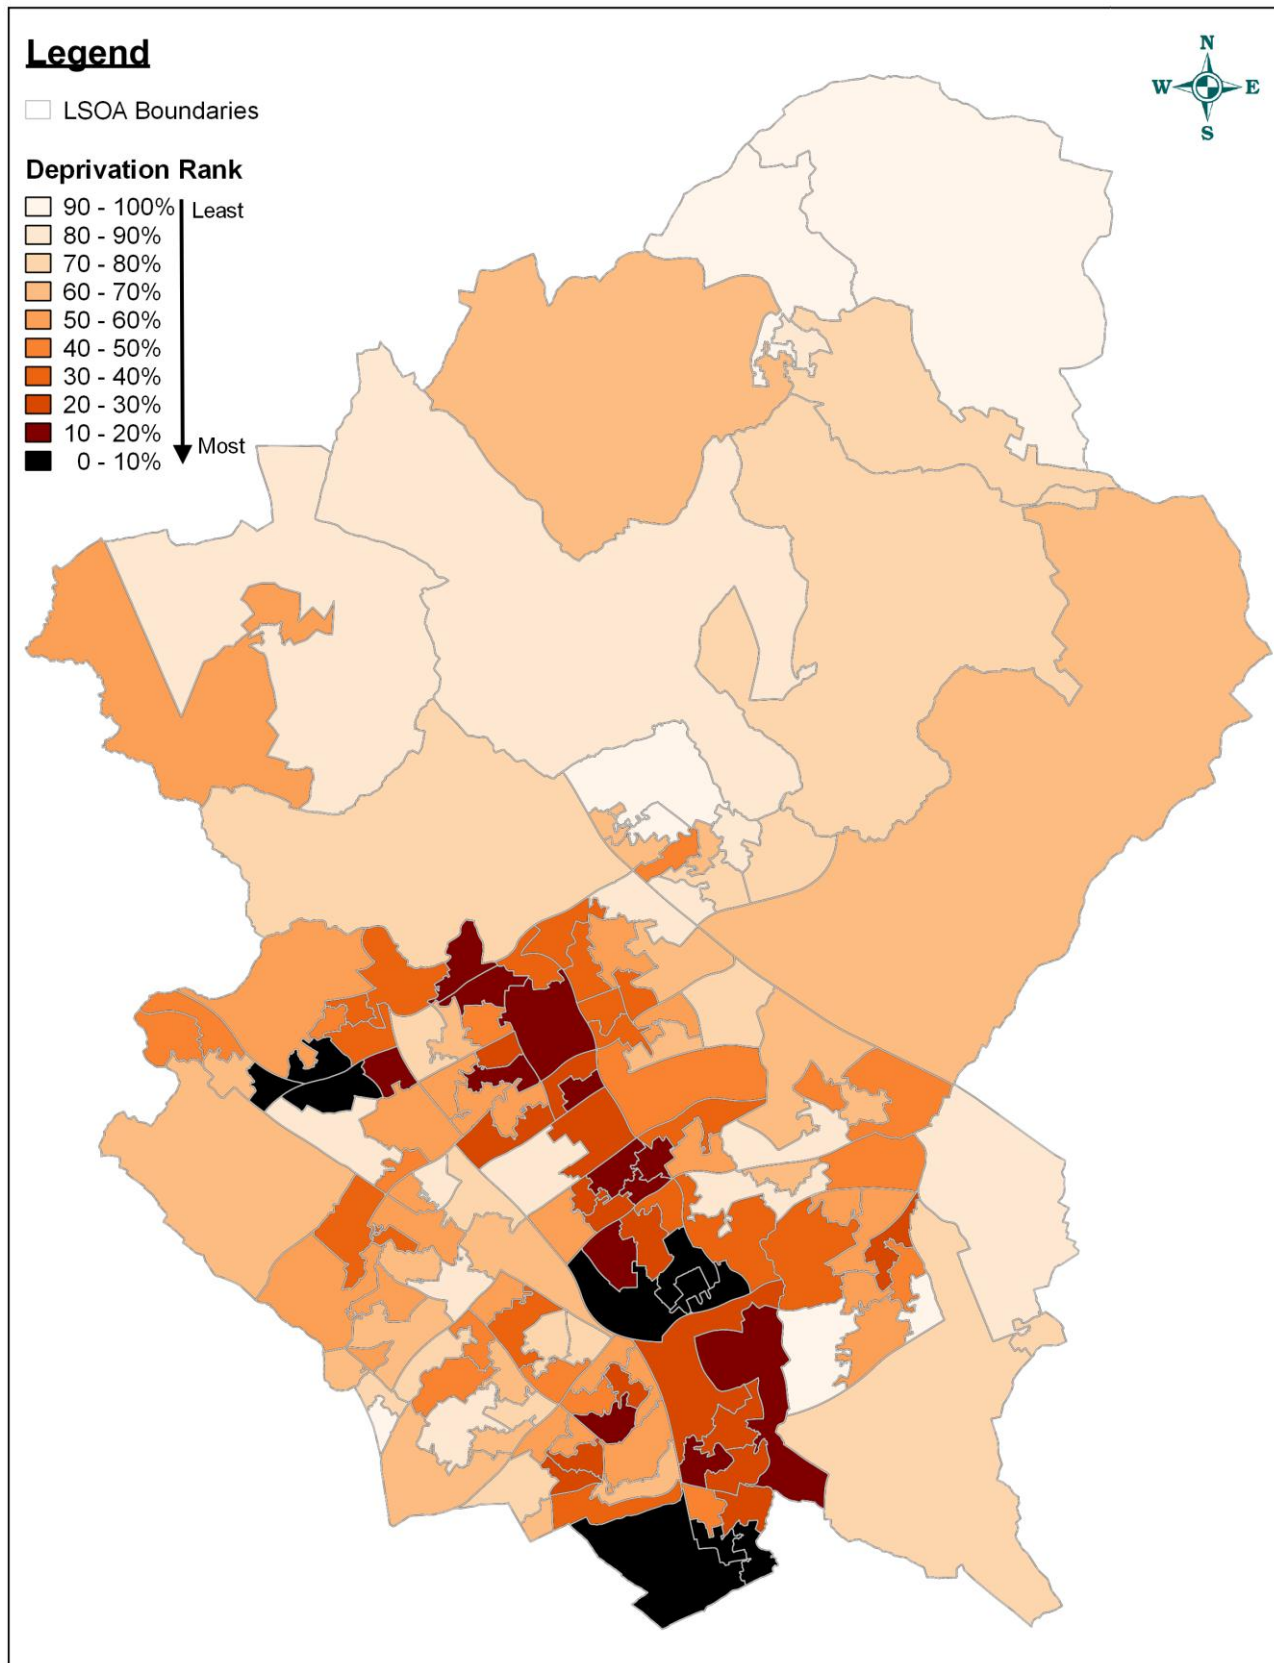 Legend
LSOA Boundaries
Deprivation Rank
90 - 100% Least
80 - 90%
70 - 80%
60 - 70%
50 - 60%
40 - 50%
30 - 40%
20 - 30%
10 - 20%
0 - 10% Most
N
W E
S